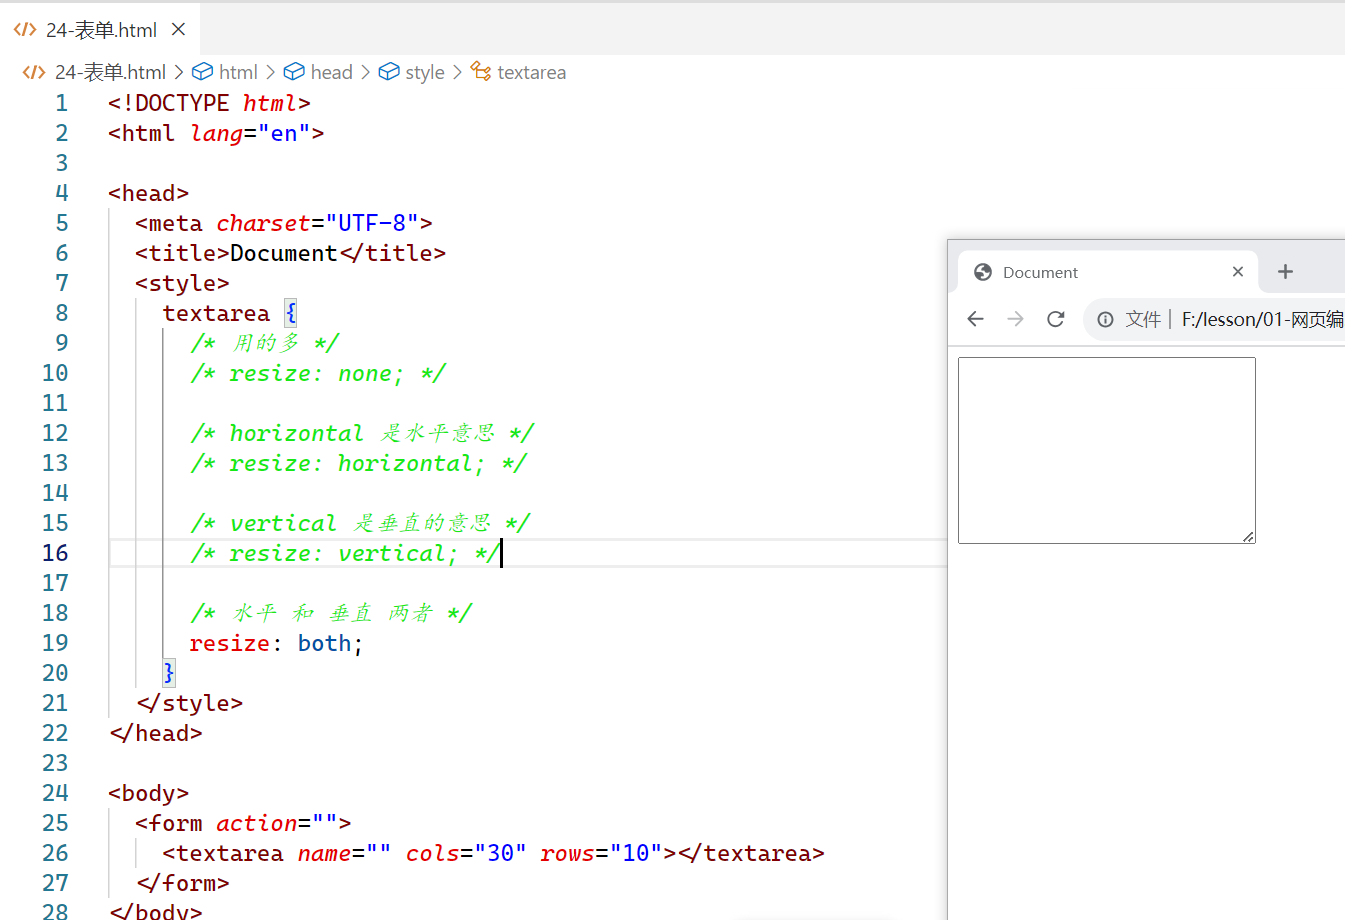 24-表单.html
24-表单.html > html > head > style > textarea
1 <!DOCTYPE html>
2 <html lang="en">
3
4 <head>
5 <meta charset="UTF-8">
6 <title>Document</title>
7 <style>
8 textarea {
9 /* 用的多 */
10 /* resize: none; */
11
12 /* horizontal 是水平意思 */
13 /* resize: horizontal; */
14
15 /* vertical 是垂直的意思 */
16 /* resize: vertical; */
17
18 /* 水平 和 垂直 两者 */
19 resize: both;
20 }
21 </style>
22 </head>
23
24 <body>
25 <form action="">
26 <textarea name="" cols="30" rows="10"></textarea>
27 </form>
28 </body>
Document
文件 | F:/lesson/01-网页编